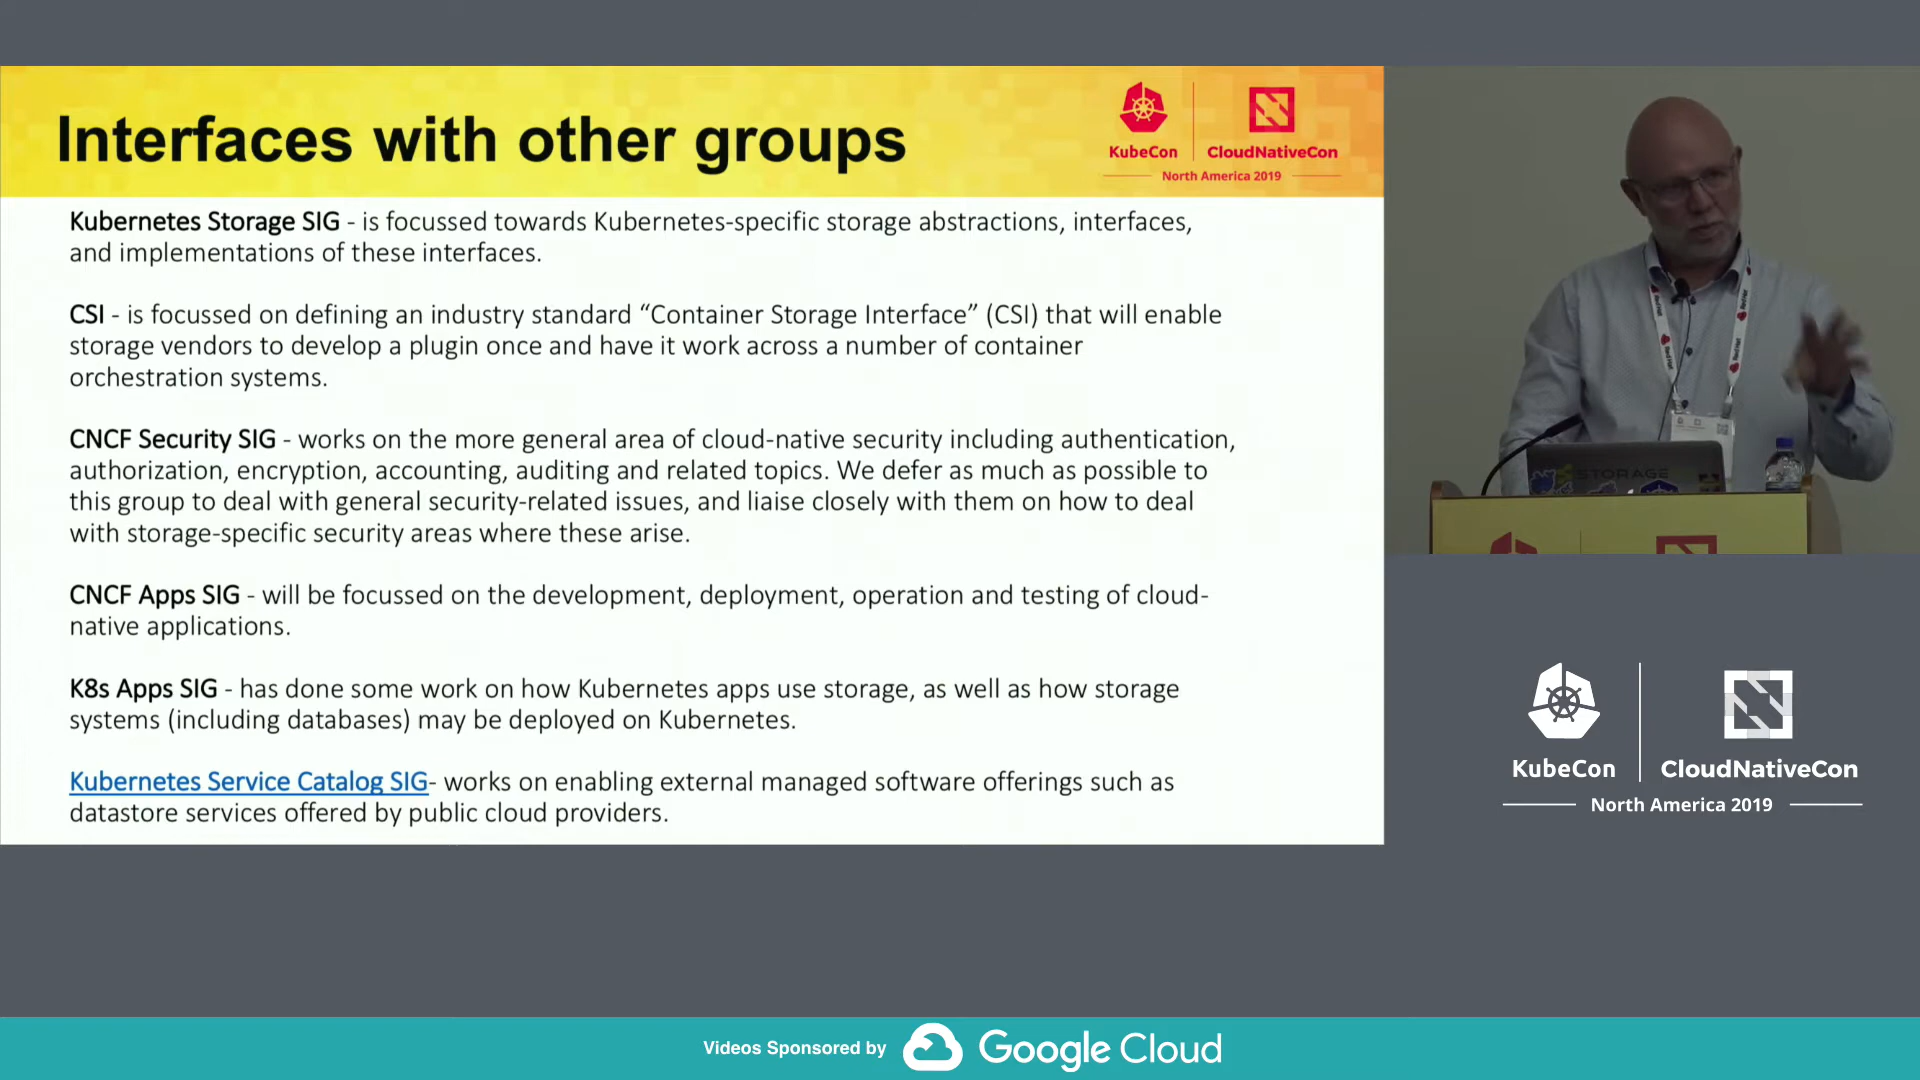 Interfaces with other groups
KubeCon
CloudNativeCon
North America 2019
Kubernetes Storage SIG - is focussed towards Kubernetes-specific storage abstractions, interfaces,
and implementations of these interfaces.
CSI - is focussed on defining an industry standard “Container Storage Interface” (CSI) that will enable
storage vendors to develop a plugin once and have it work across a number of container
orchestration systems.
CNCF Security SIG - works on the more general area of cloud-native security including authentication,
authorization, encryption, accounting, auditing and related topics. We defer as much as possible to
this group to deal with general security-related issues, and liaise closely with them on how to deal
with storage-specific security areas where these arise.
CNCF Apps SIG - will be focussed on the development, deployment, operation and testing of cloud-
native applications.
K8s Apps SIG - has done some work on how Kubernetes apps use storage, as well as how storage
systems (including databases) may be deployed on Kubernetes.
Kubernetes Service Catalog SIG- works on enabling external managed software offerings such as
datastore services offered by public cloud providers.
Red Hat
Red Hat
STORAGE
KubeCon
CloudNativeCon
North America 2019
Videos Sponsored by
Google Cloud